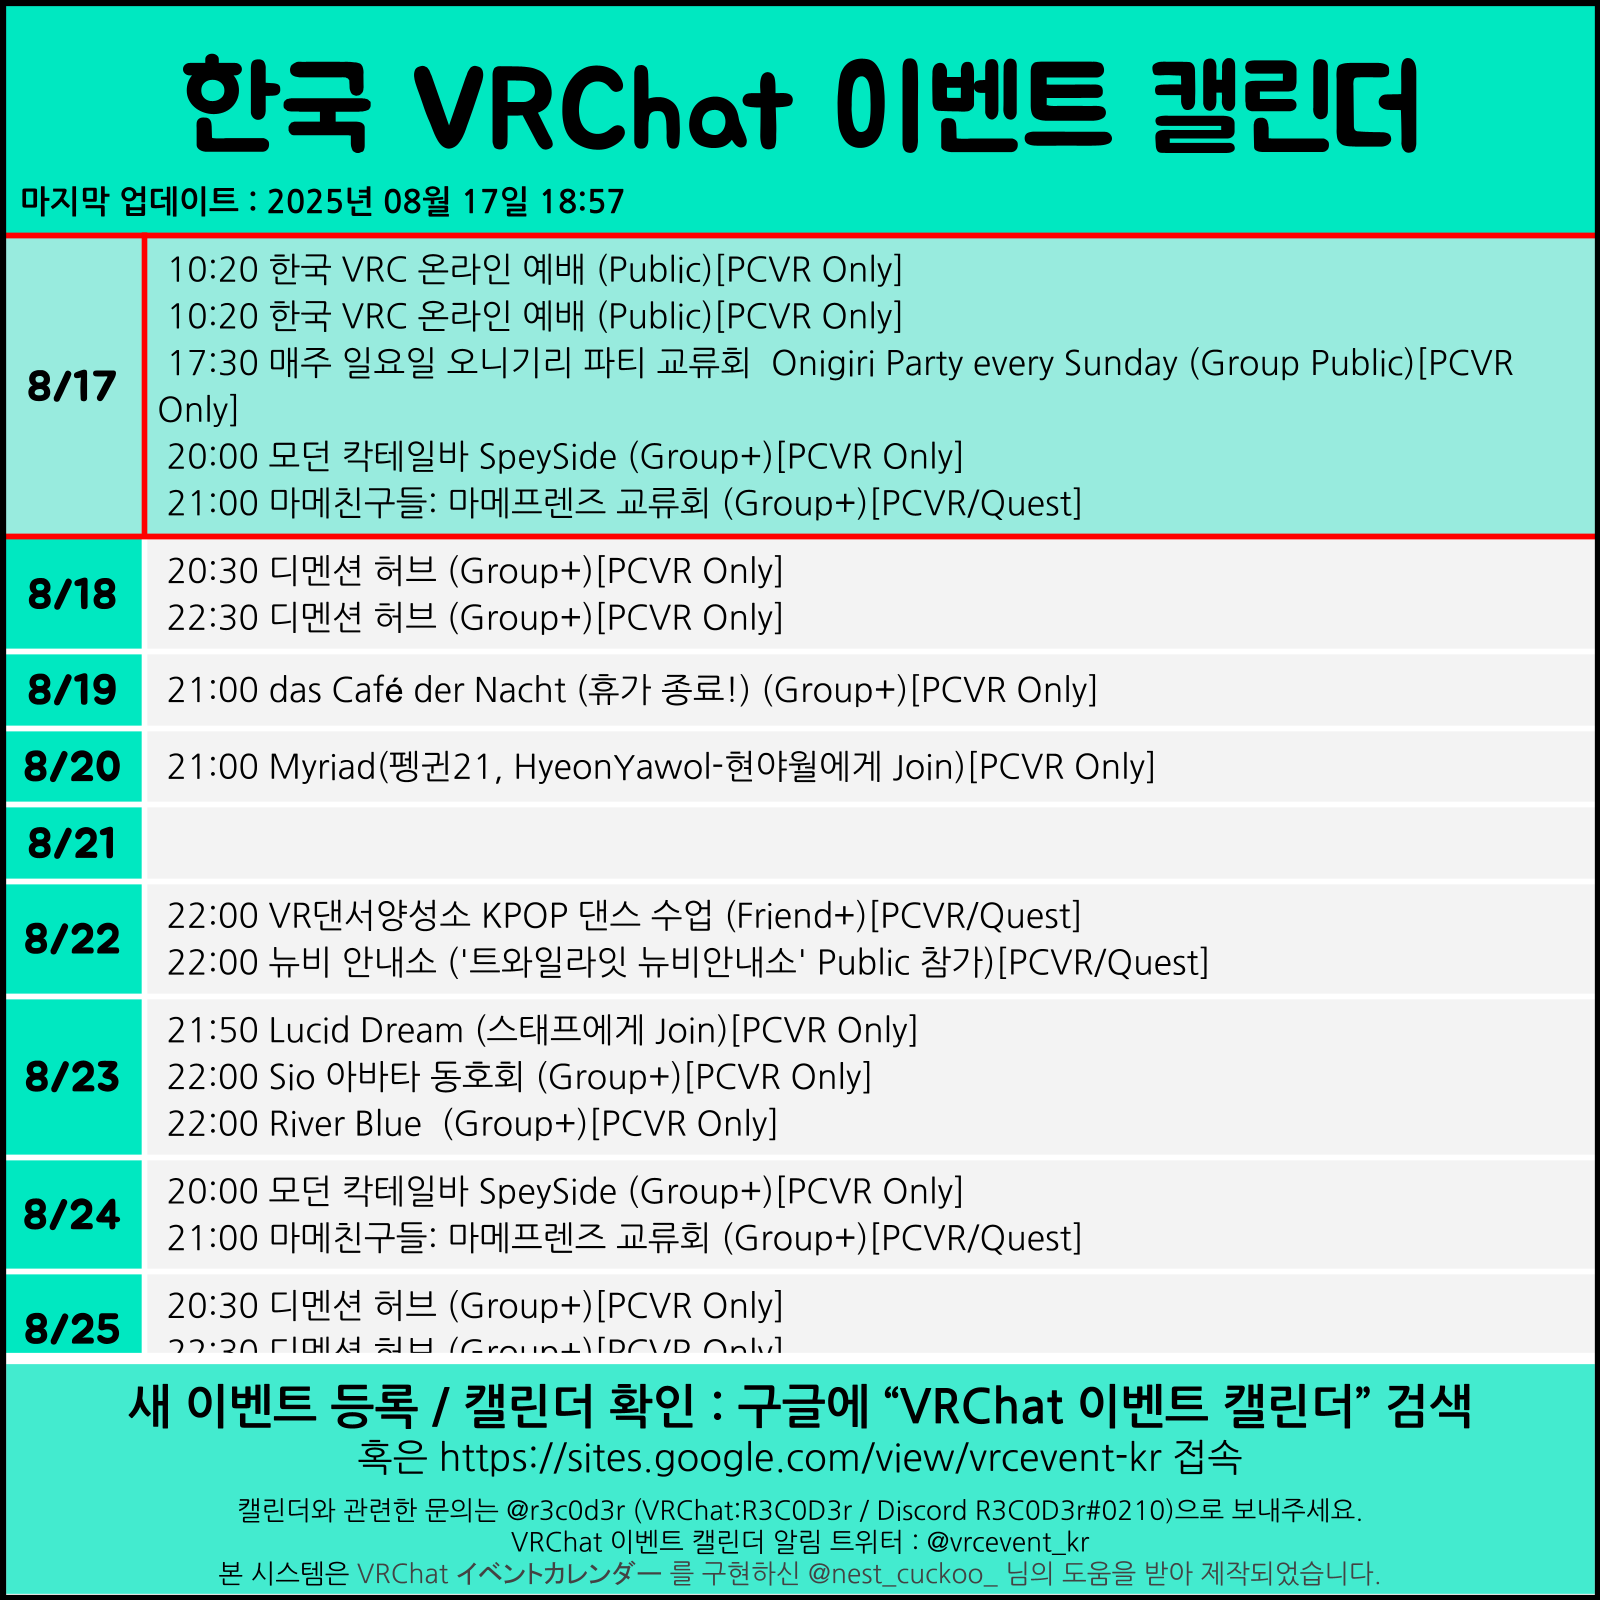 한국 VRChat 이벤트 캘린더
마지막 업데이트 : 2025년 08월 17일 18:57
8/17
10:20 한국 VRC 온라인 예배 (Public)[PCVR Only]
10:20 한국 VRC 온라인 예배 (Public)[PCVR Only]
17:30 매주 일요일 오니기리 파티 교류회  Onigiri Party every Sunday (Group Public)[PCVR
Only]
20:00 모던 칵테일바 SpeySide (Group+)[PCVR Only]
21:00 마메친구들: 마메프렌즈 교류회 (Group+)[PCVR/Quest]
8/18
20:30 디멘션 허브 (Group+)[PCVR Only]
22:30 디멘션 허브 (Group+)[PCVR Only]
8/19
21:00 das Café der Nacht (휴가 종료!) (Group+)[PCVR Only]
8/20
21:00 Myriad(펭귄21, HyeonYawol-현야월에게 Join)[PCVR Only]
8/21
8/22
22:00 VR댄서양성소 KPOP 댄스 수업 (Friend+)[PCVR/Quest]
22:00 뉴비 안내소 ('트와일라잇 뉴비안내소' Public 참가)[PCVR/Quest]
8/23
21:50 Lucid Dream (스태프에게 Join)[PCVR Only]
22:00 Sio 아바타 동호회 (Group+)[PCVR Only]
22:00 River Blue  (Group+)[PCVR Only]
8/24
20:00 모던 칵테일바 SpeySide (Group+)[PCVR Only]
21:00 마메친구들: 마메프렌즈 교류회 (Group+)[PCVR/Quest]
8/25
20:30 디멘션 허브 (Group+)[PCVR Only]
22:30 디멘션 허브 (Group+)[PCVR Only]
새 이벤트 등록 / 캘린더 확인 : 구글에 “VRChat 이벤트 캘린더” 검색
혹은 https://sites.google.com/view/vrcevent-kr 접속
캘린더와 관련한 문의는 @r3c0d3r (VRChat:R3C0D3r / Discord R3C0D3r#0210)으로 보내주세요.
VRChat 이벤트 캘린더 알림 트위터 : @vrcevent_kr
본 시스템은 VRChat イベントカレンダー 를 구현하신 @nest_cuckoo_ 님의 도움을 받아 제작되었습니다.